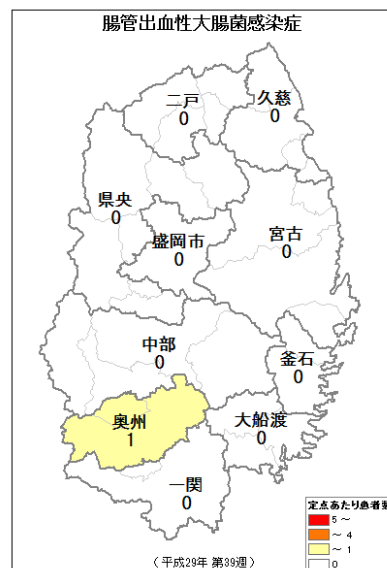 腸管出血性大腸菌感染症
二戸
0
久慈
0
県央
0
盛岡市
0
宮古
0
中部
0
釜石
0
奥州
1
大船渡
0
一関
0
定点あたり患者数
5 ~
~ 4
~ 1
0
(平成29年 第39週)